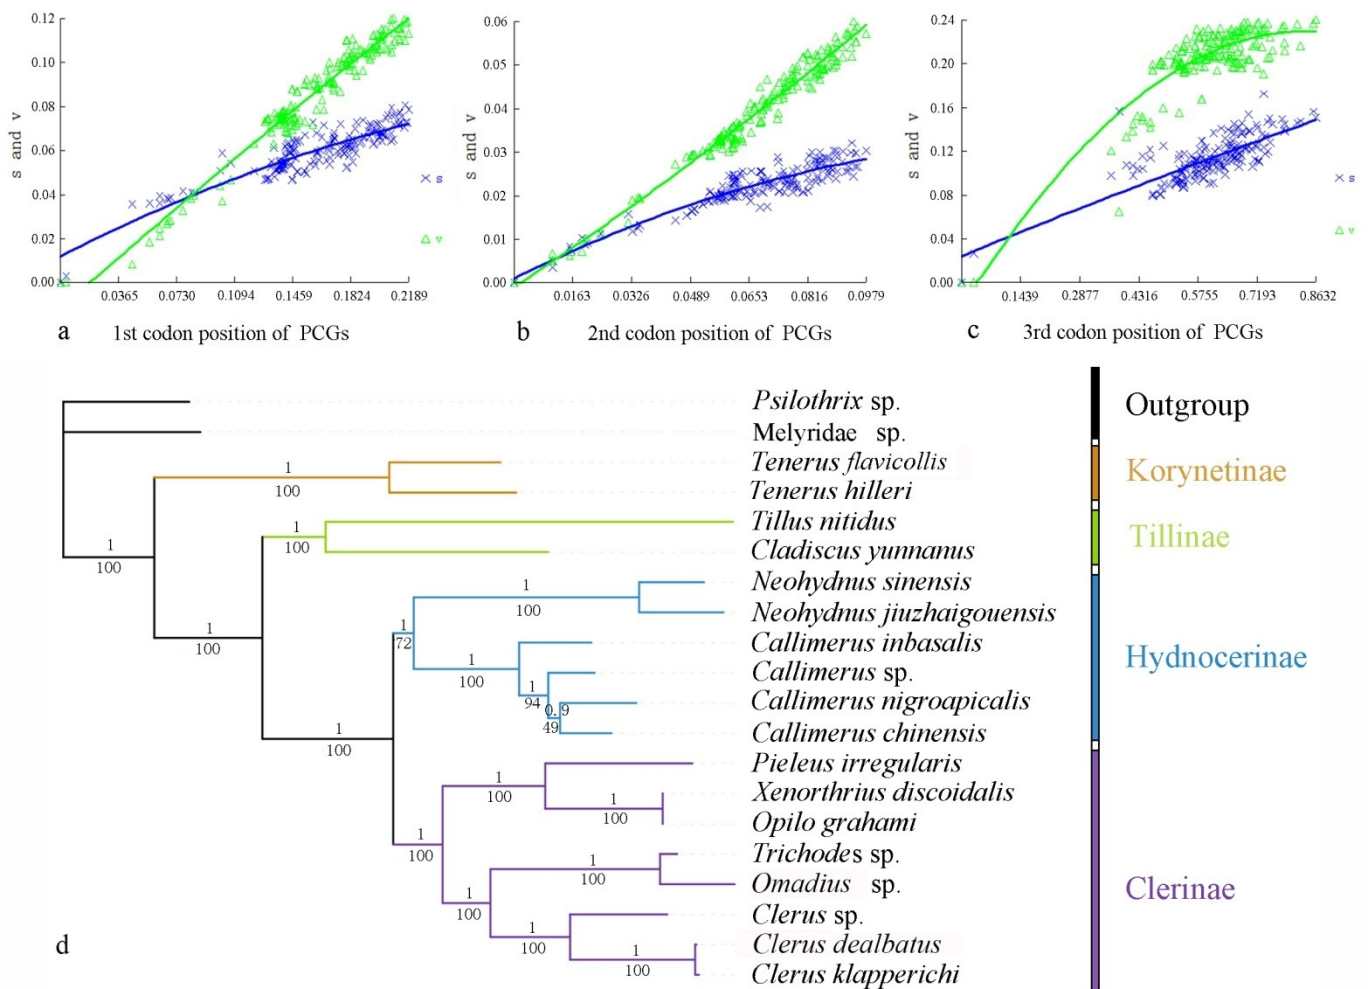 0.12
0.10
0.08
0.06
0.04
0.02
0.00
s and v
0.0365 0.0730 0.1094 0.1459 0.1824 0.2189
s
v
a 1st codon position of PCGs
0.06
0.05
0.04
0.03
0.02
0.01
0.00
s and v
0.0163 0.0326 0.0489 0.0653 0.0816 0.0979
b 2nd codon position of PCGs
0.24
0.20
0.16
0.12
0.08
0.04
0.00
s and v
0.1439 0.2877 0.4316 0.5755 0.7193 0.8632
s
v
c 3rd codon position of PCGs
Psilothrix sp.
Melyridae sp.
Outgroup
Tenerus flavicollis
Tenerus hilleri
1
100
Korynetinae
Tillus nitidus
Cladiscus yunnanus
1
100
Tillinae
1
100
1
100
Neohydnus sinensis
Neohydnus jiuzhaigouensis
1
100
1
72
Callimerus inbasalis
Callimerus sp.
Callimerus nigroapicalis
Callimerus chinensis
1
100
1
94
0.9
49
Hydnocerinae
1
100
Pieleus irregularis
Xenorthrius discoidalis
Opilo grahami
1
100
1
100
1
100
Trichodes sp.
Omadius sp.
1
100
1
100
Clerus sp.
Clerus dealbatus
Clerus klapperichi
1
100
1
100
Clerinae
d